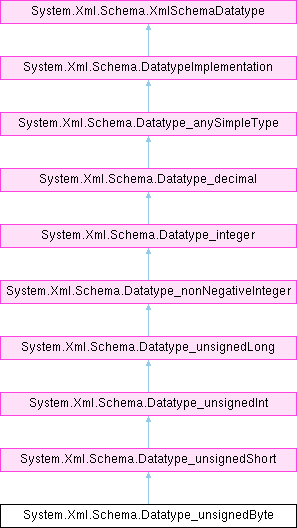 System.Xml.Schema.XmlSchemaDatatype
System.Xml.Schema.DatatypeImplementation
System.Xml.Schema.Datatype_anySimpleType
System.Xml.Schema.Datatype_decimal
System.Xml.Schema.Datatype_integer
System.Xml.Schema.Datatype_nonNegativeInteger
System.Xml.Schema.Datatype_unsignedLong
System.Xml.Schema.Datatype_unsignedInt
System.Xml.Schema.Datatype_unsignedShort
System.Xml.Schema.Datatype_unsignedByte